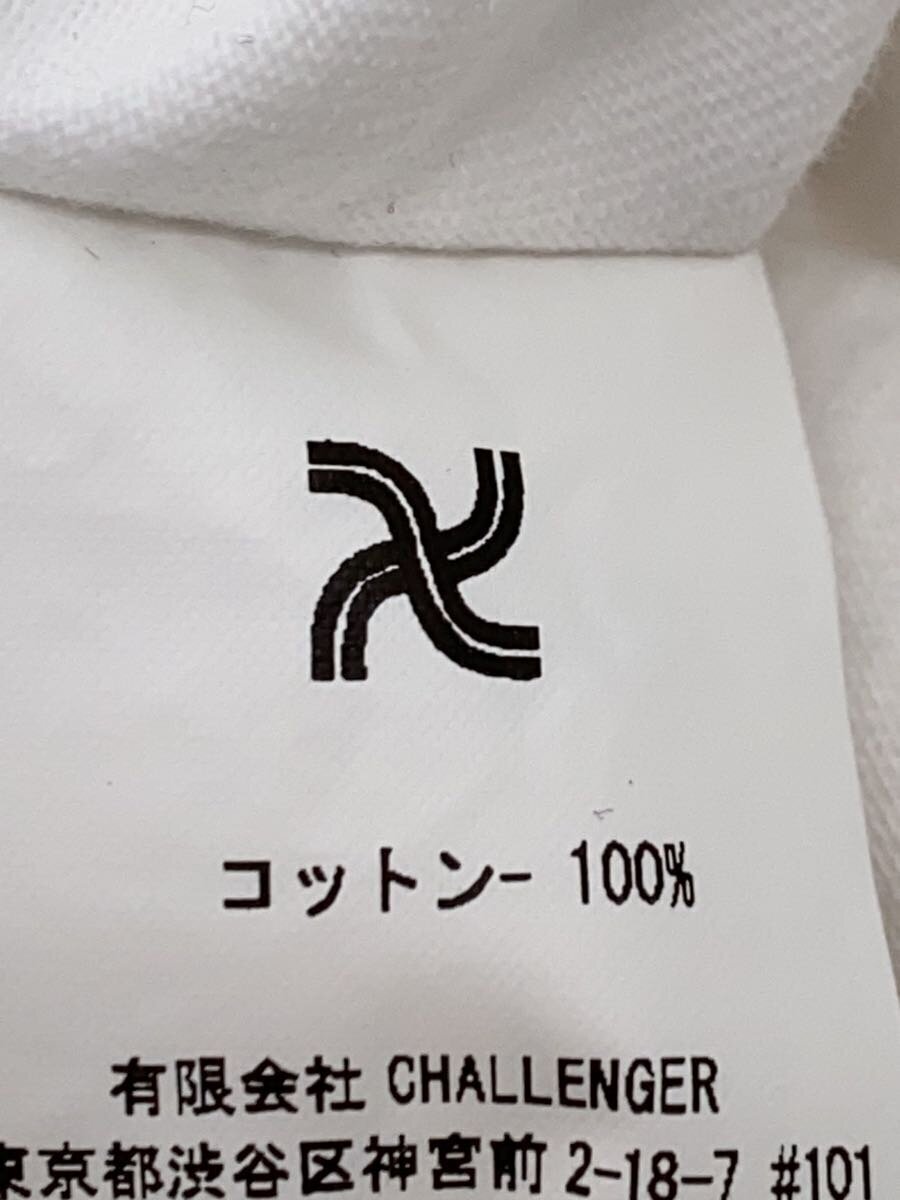 コットン- 100%
有限会社 CHALLENGER
東京都渋谷区神宮前 2-18-7 #101